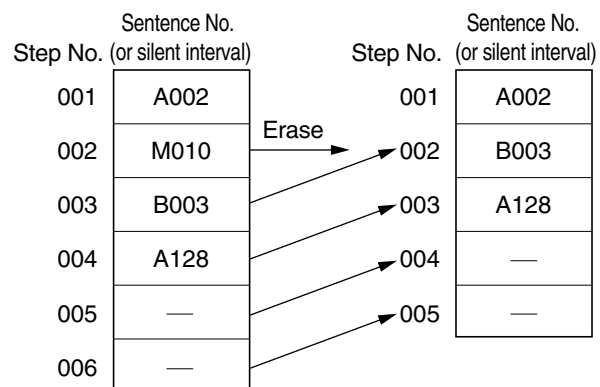 Sentence No.
Step No. (or silent interval)
001 A002
002 M010
003 B003
004 A128
005 —
006 —
Erase
Sentence No.
Step No. (or silent interval)
001 A002
002 B003
003 A128
004 —
005 —